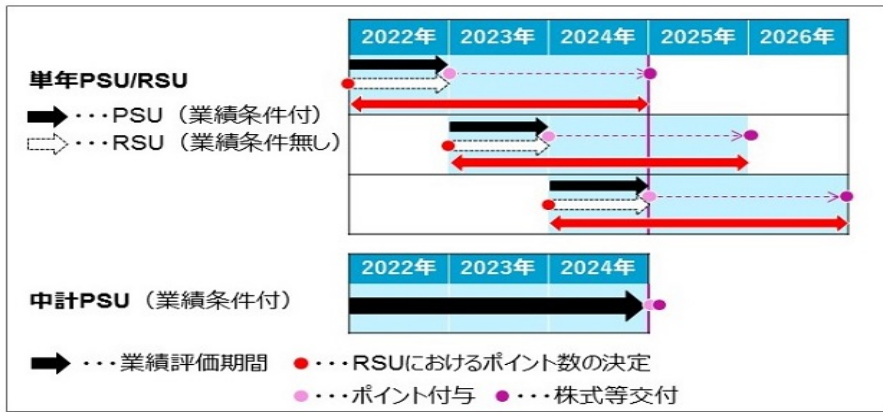 2022年 2023年 2024年 2025年 2026年
単年PSU/RSU
・・・PSU（業績条件付）
・・・RSU（業績条件無し）
2022年 2023年 2024年
中計PSU（業績条件付）
・・・業績評価期間 ・・・RSUにおけるポイント数の決定
・・・ポイント付与 ・・・株式等交付